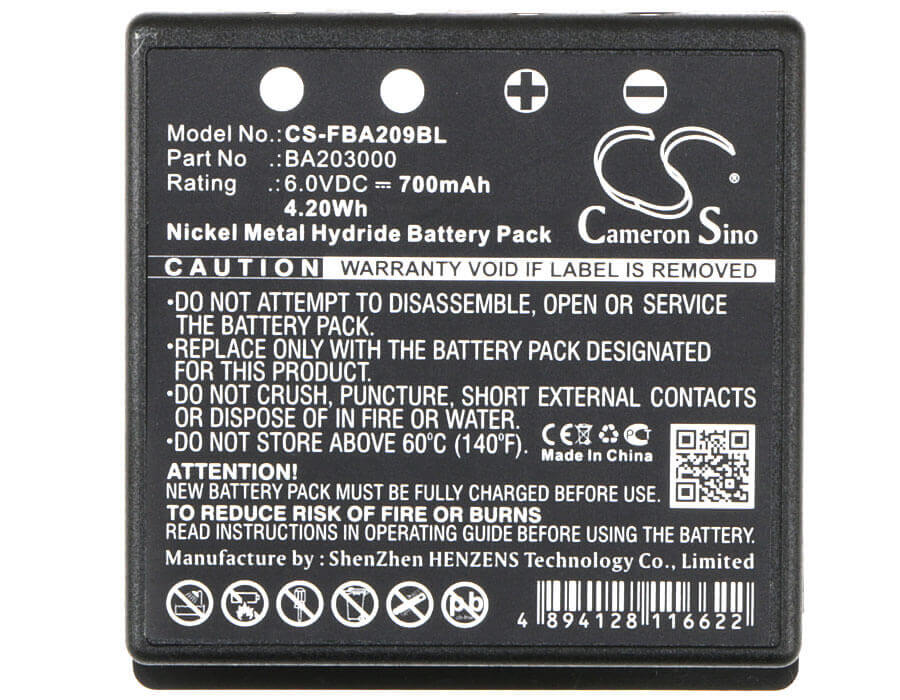 Model No.: CS-FBA209BL
Part No .: BA203000
Rating .: 6.0VDC ⎓ 700mAh
4.20Wh
Nickel Metal Hydride Battery Pack
CS ®
Cameron Sino
CAUTION WARRANTY VOID IF LABEL IS REMOVED
•DO NOT ATTEMPT TO DISASSEMBLE, OPEN OR SERVICE
THE BATTERY PACK.
•REPLACE ONLY WITH THE BATTERY PACK DESIGNATED
FOR THIS PRODUCT.
•DO NOT CRUSH, PUNCTURE, SHORT EXTERNAL CONTACTS
OR DISPOSE OF IN FIRE OR WATER.
•DO NOT STORE ABOVE 60°C (140°F).
CE
Made In China
ATTENTION!
NEW BATTERY PACK MUST BE FULLY CHARGED BEFORE USE.
TO REDUCE RISK OF FIRE OR BURNS
READ INSTRUCTIONS IN OPERATING GUIDE BEFORE USING THE BATTERY.
Manufacture by : ShenZhen HENZENS Technology Co., Limited
Pb
4 894128 116622